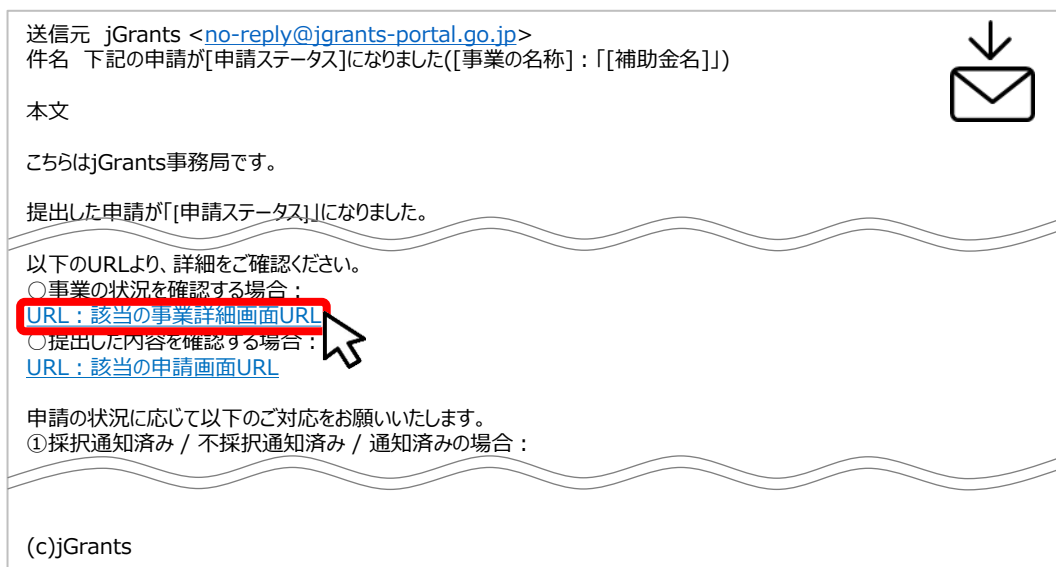 送信元 jGrants <no-reply@jgrants-portal.go.jp>
件名 下記の申請が[申請ステータス]になりました([事業の名称]:「[補助金名]」)
本文
こちらはjGrants事務局です。
提出した申請が「[申請ステータス]」になりました。
以下のURLより、詳細をご確認ください。
○事業の状況を確認する場合:
URL:該当の事業詳細画面URL
○提出した内容を確認する場合:
URL:該当の申請画面URL
申請の状況に応じて以下のご対応をお願いいたします。
①採択通知済み / 不採択通知済み / 通知済みの場合:
(c)jGrants